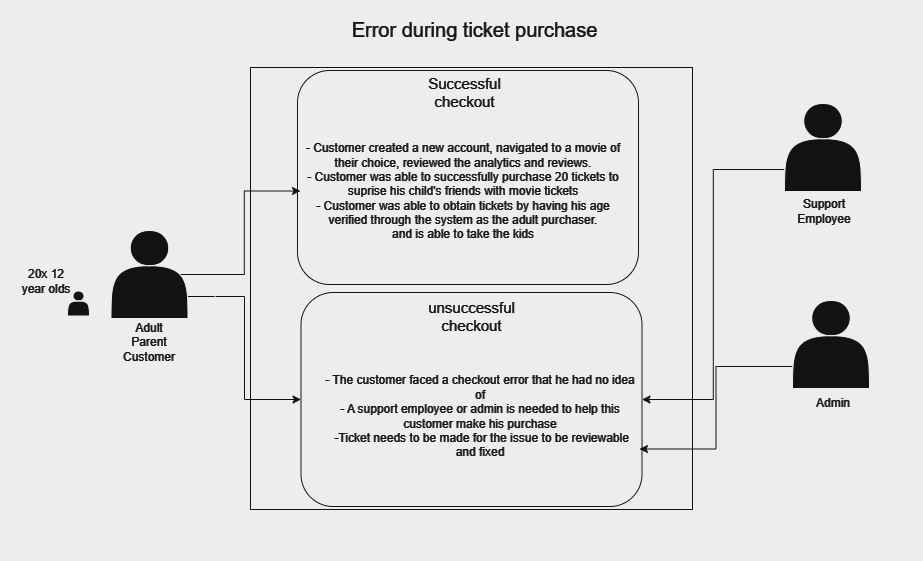 Error during ticket purchase
Successful
checkout
- Customer created a new account, navigated to a movie of
their choice, reviewed the analytics and reviews.
- Customer was able to successfully purchase 20 tickets to
suprise his child's friends with movie tickets
- Customer was able to obtain tickets by having his age
verified through the system as the adult purchaser.
and is able to take the kids
Support
Employee
20x 12
year olds
Adult
Parent
Customer
unsuccessful
checkout
- The customer faced a checkout error that he had no idea
of
- A support employee or admin is needed to help this
customer make his purchase
-Ticket needs to be made for the issue to be reviewable
and fixed
Admin